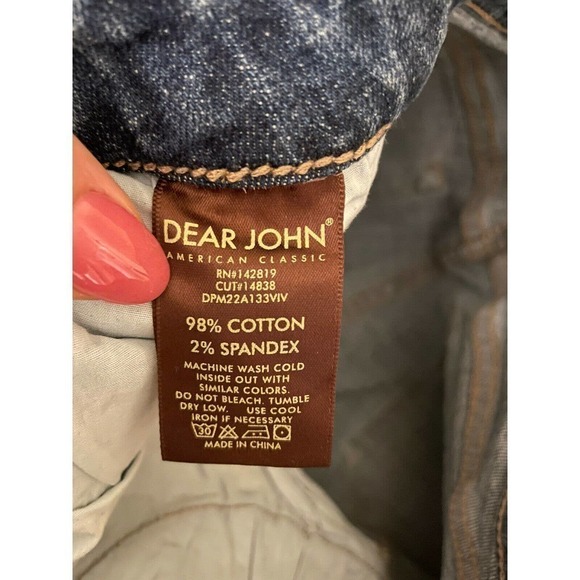 DEAR JOHN®
AMERICAN CLASSIC
RN#142819
CUT#14838
DPM22A133VIV
98% COTTON
2% SPANDEX
MACHINE WASH COLD
INSIDE OUT WITH
SIMILAR COLORS.
DO NOT BLEACH. TUMBLE
DRY LOW. USE COOL
IRON IF NECESSARY
30
MADE IN CHINA